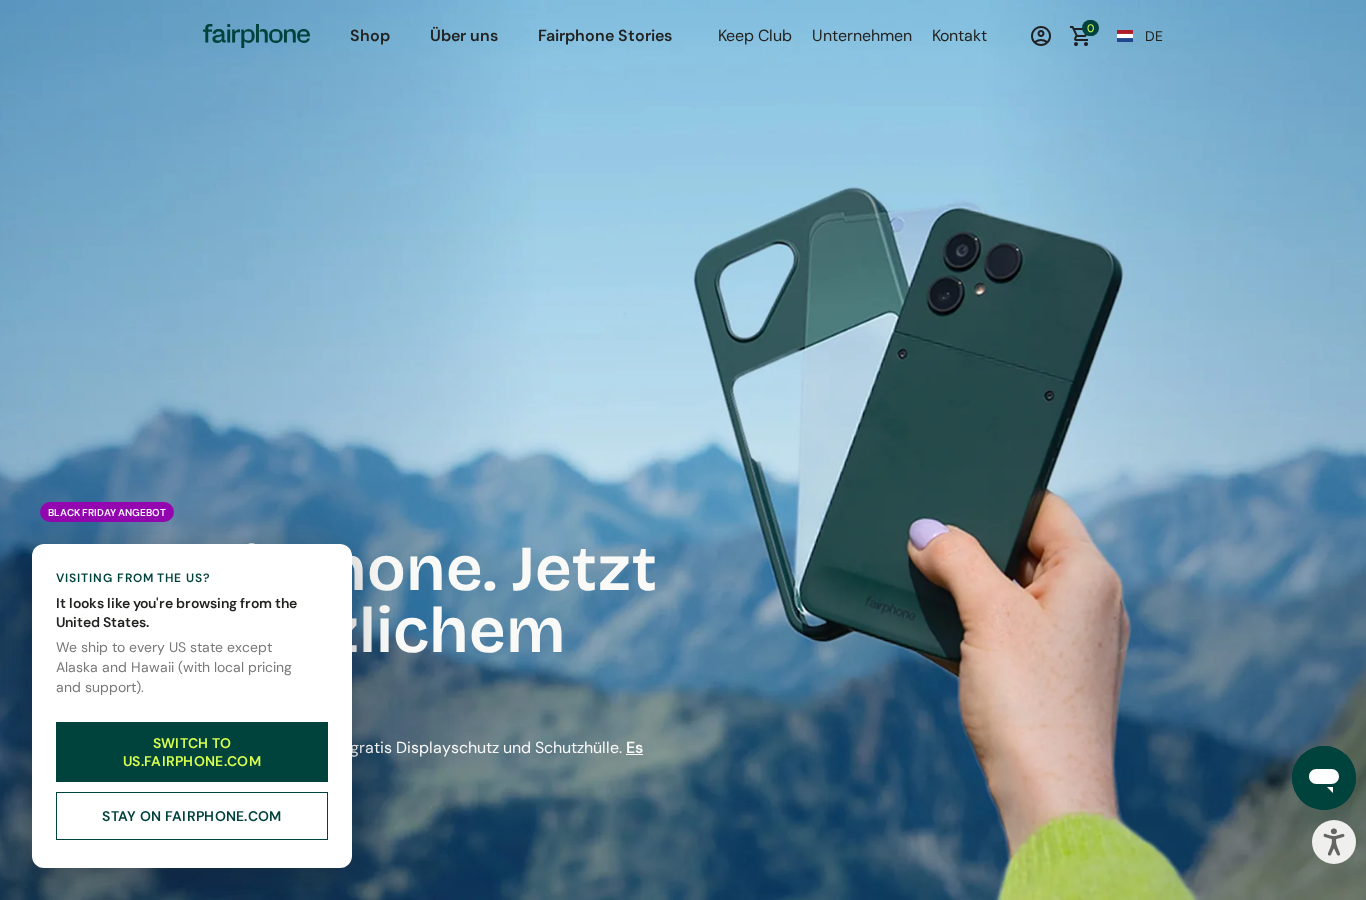 fairphone
Shop
Über uns
Fairphone Stories
Keep Club
Unternehmen
Kontakt
0
DE
BLACK FRIDAY ANGEBOT
Jetzt
VISITING FROM THE US?
It looks like you're browsing from the
United States.
We ship to every US state except
Alaska and Hawaii (with local pricing
and support).
gratis Displayschutz und Schutzhülle. Es
SWITCH TO
US.FAIRPHONE.COM
STAY ON FAIRPHONE.COM
fairphone